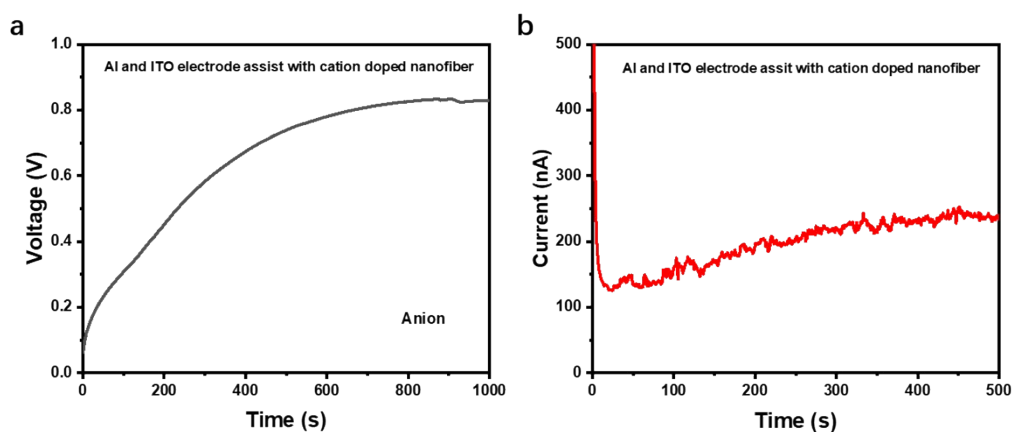 a
1.0
0.8
0.6
0.4
0.2
0.0
Voltage (V)
Al and ITO electrode assist with cation doped nanofiber
Anion
0 200 400 600 800 1000
Time (s)
b
500
400
300
200
100
0
Current (nA)
Al and ITO electrode assit with cation doped nanofiber
0 100 200 300 400 500
Time (s)